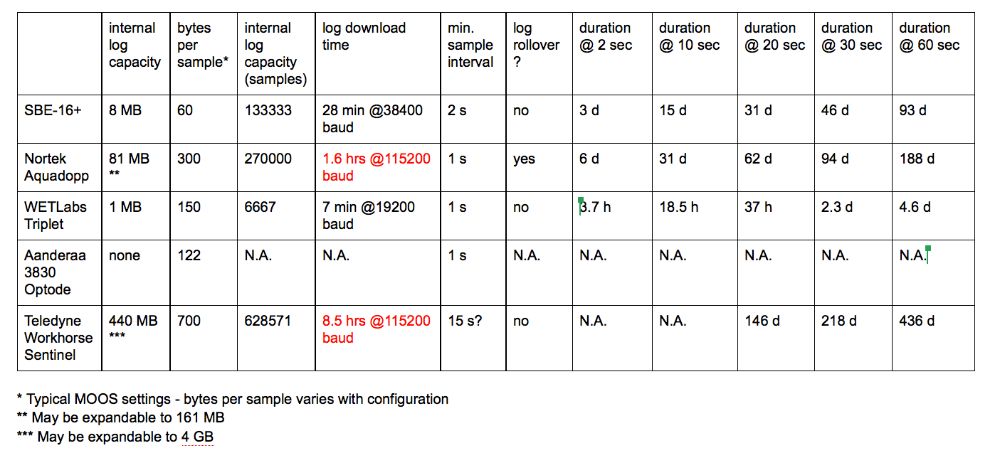 internal log capacity
bytes per sample*
internal log capacity (samples)
log download time
min. sample interval
log rollover ?
duration @ 2 sec
duration @ 10 sec
duration @ 20 sec
duration @ 30 sec
duration @ 60 sec
SBE-16+ 8 MB 60 133333 28 min @38400 baud 2 s no 3 d 15 d 31 d 46 d 93 d
Nortek Aquadopp 81 MB ** 300 270000 1.6 hrs @115200 baud 1 s yes 6 d 31 d 62 d 94 d 188 d
WETLabs Triplet 1 MB 150 6667 7 min @19200 baud 1 s no 3.7 h 18.5 h 37 h 2.3 d 4.6 d
Aanderaa 3830 Optode none 122 N.A. N.A. 1 s N.A. N.A. N.A. N.A. N.A. N.A.
Teledyne Workhorse Sentinel 440 MB *** 700 628571 8.5 hrs @115200 baud 15 s? no N.A. N.A. 146 d 218 d 436 d
* Typical MOOS settings - bytes per sample varies with configuration
** May be expandable to 161 MB
*** May be expandable to 4 GB